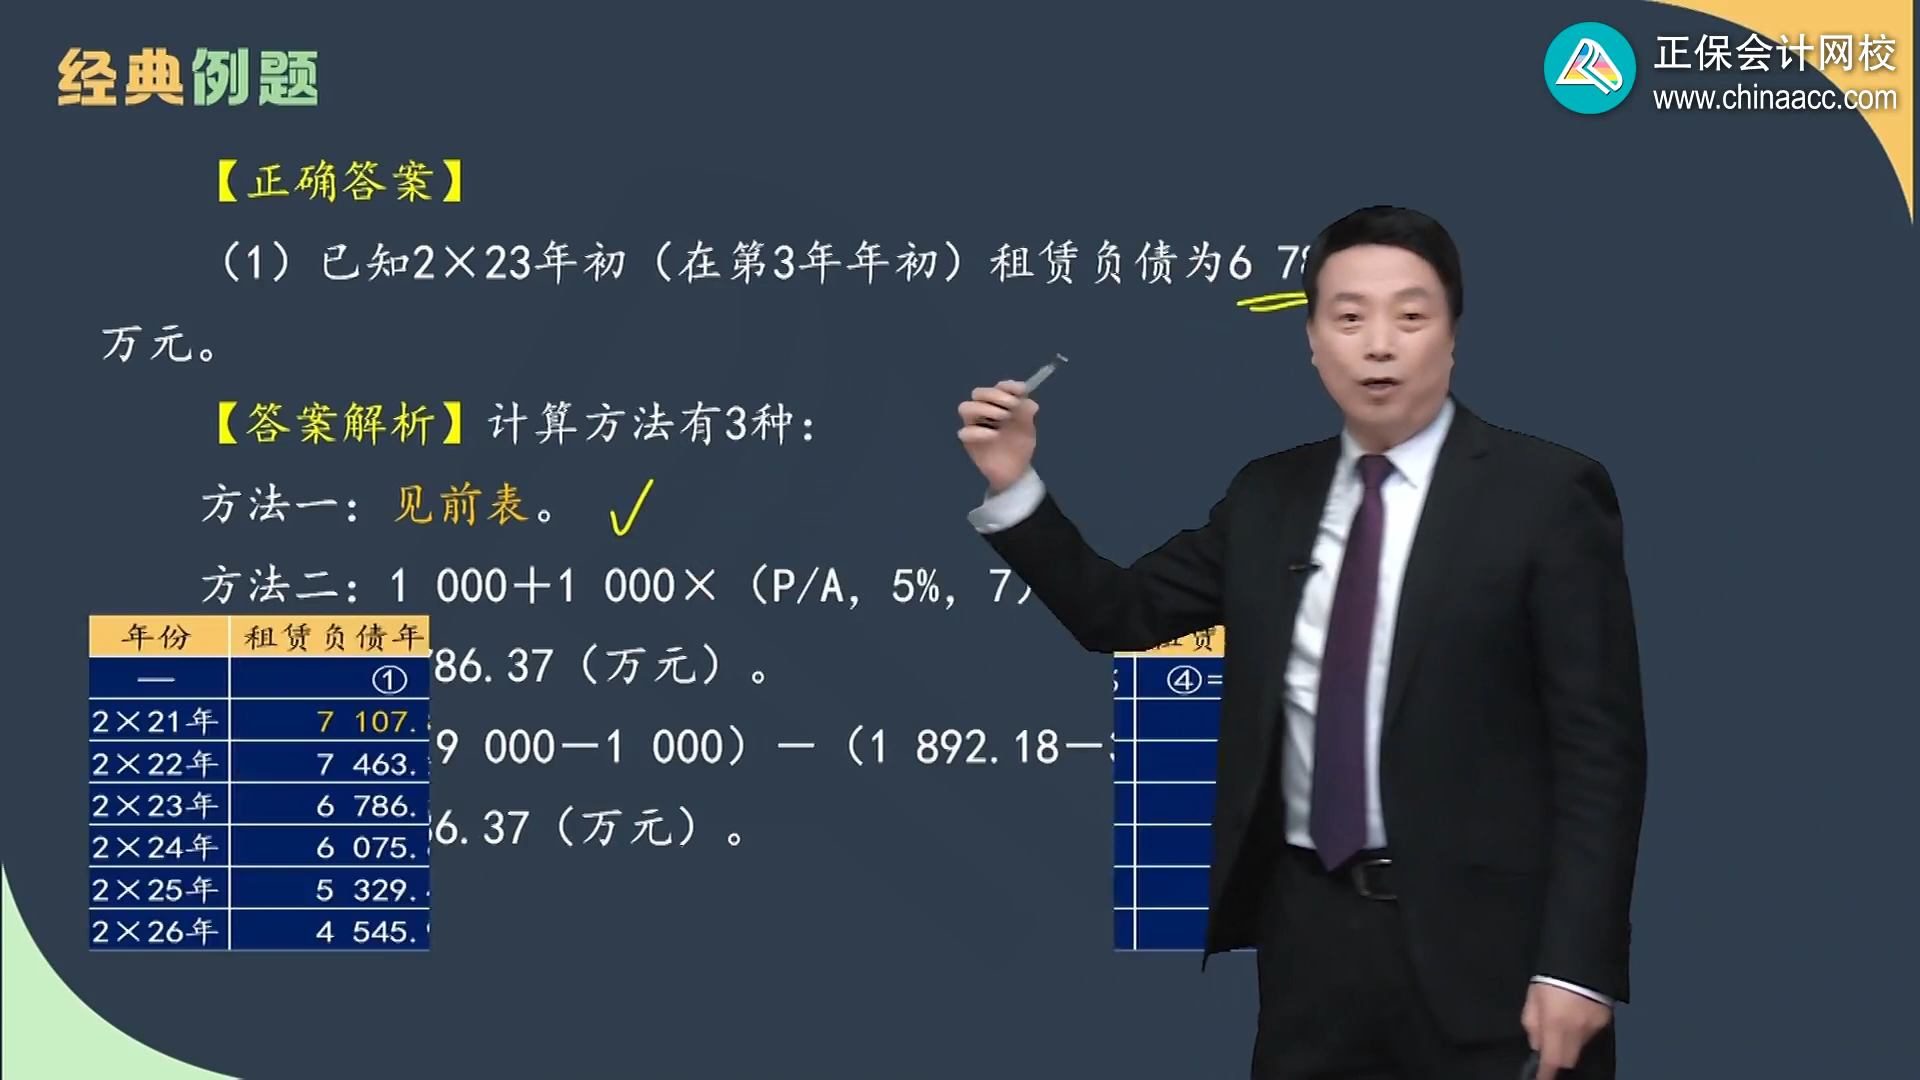 经典例题
正保会计网校
www.chinaacc.com
【正确答案】
（1）已知2×23年初（在第3年年初）租赁负债为6 78
万元。
【答案解析】计算方法有3种：
方法一：见前表。
方法二：1 000＋1 000×（P/A，5%，7）
86.37（万元）。
9 000－1 000）－（1 892.18－
6.37（万元）。
年份 租赁负债年
— ①
④=
2×21年 7 107.
2×22年 7 463.
2×23年 6 786.
2×24年 6 075.
2×25年 5 329.
2×26年 4 545.